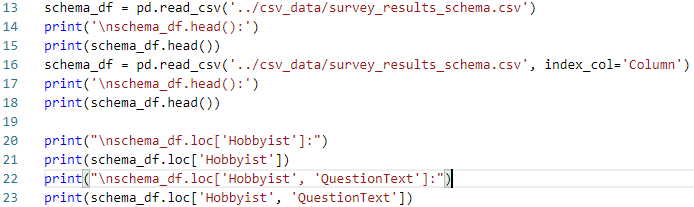 13 schema_df = pd.read_csv('../csv_data/survey_results_schema.csv')
14 print('\nschema_df.head():')
15 print(schema_df.head())
16 schema_df = pd.read_csv('../csv_data/survey_results_schema.csv', index_col='Column')
17 print('\nschema_df.head():')
18 print(schema_df.head())
19
20 print("\nschema_df.loc['Hobbyist']:")
21 print(schema_df.loc['Hobbyist'])
22 print("\nschema_df.loc['Hobbyist', 'QuestionText']:")
23 print(schema_df.loc['Hobbyist', 'QuestionText'])